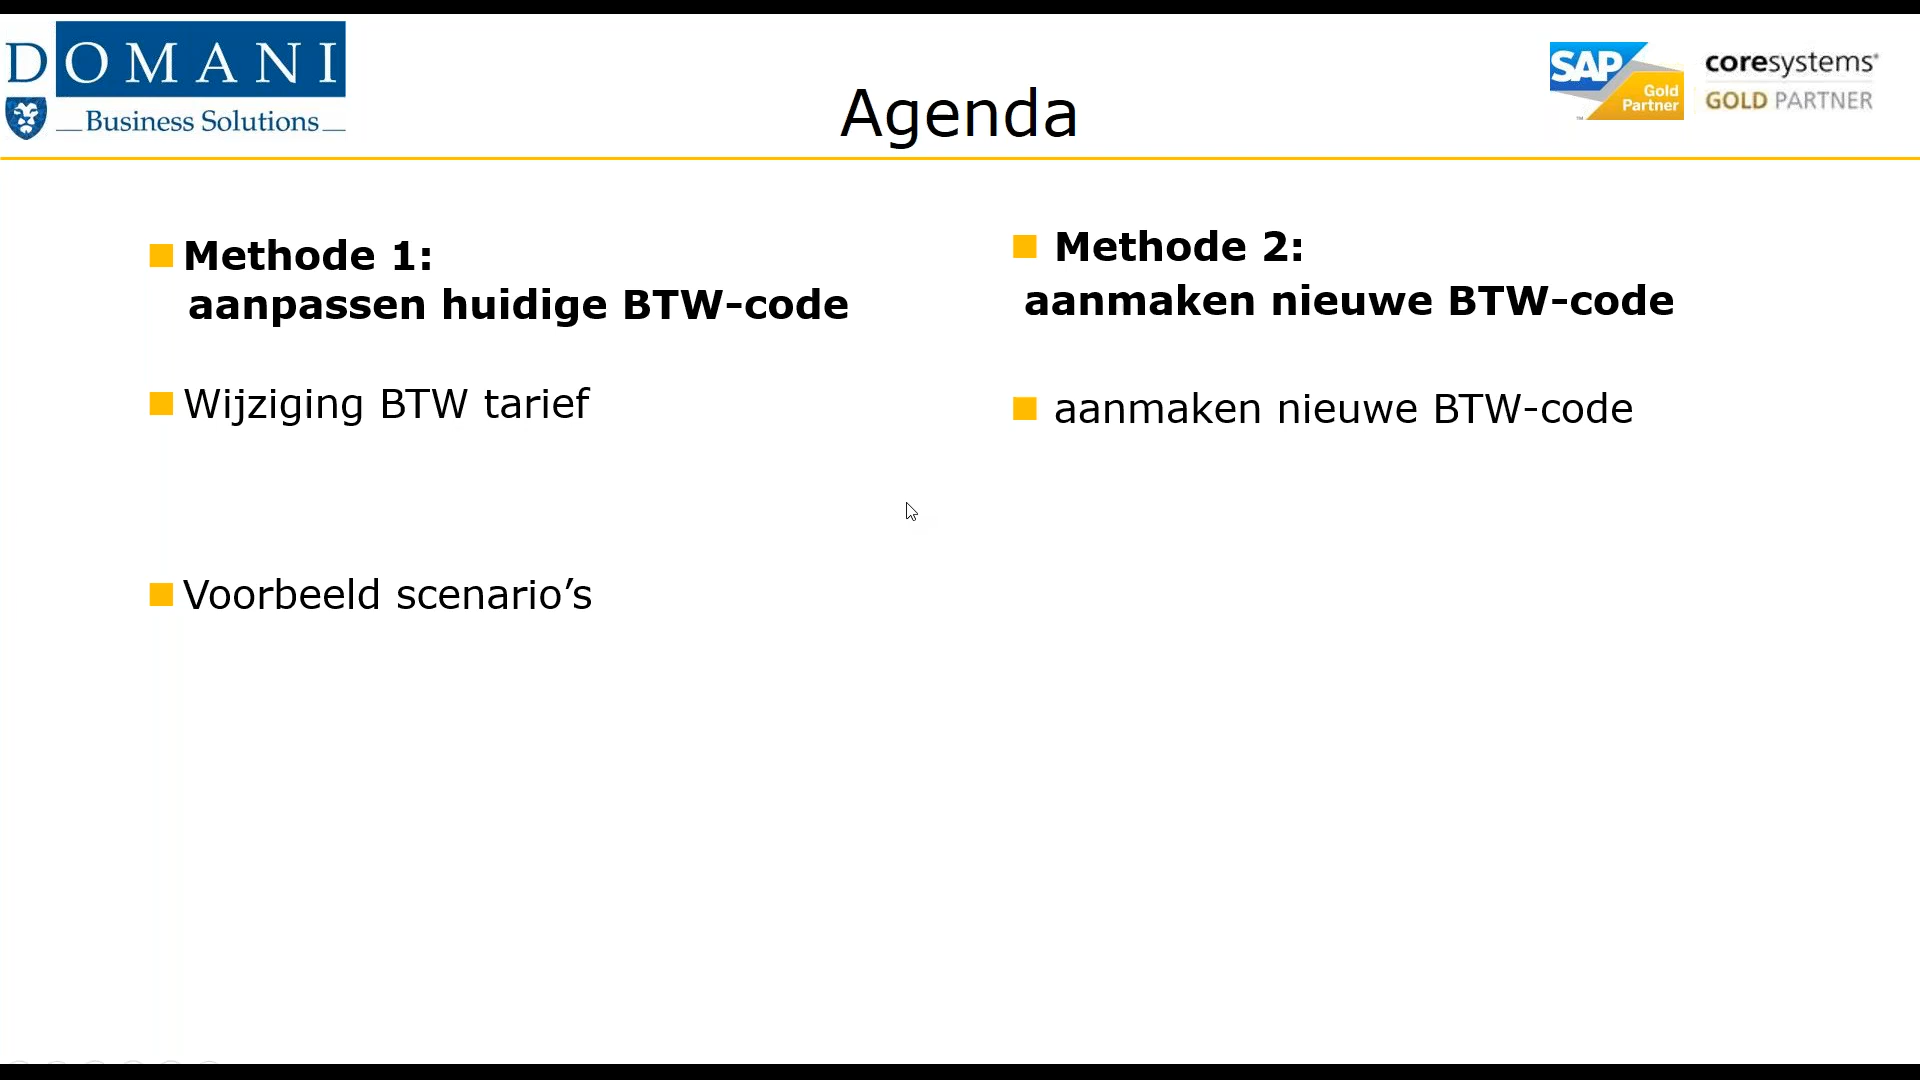 DOMANI
Business Solutions
Agenda
SAP
Gold
Partner
™
coresystems®
GOLD PARTNER
Methode 1:
aanpassen huidige BTW-code
Wijziging BTW tarief
Voorbeeld scenario’s
Methode 2:
aanmaken nieuwe BTW-code
aanmaken nieuwe BTW-code